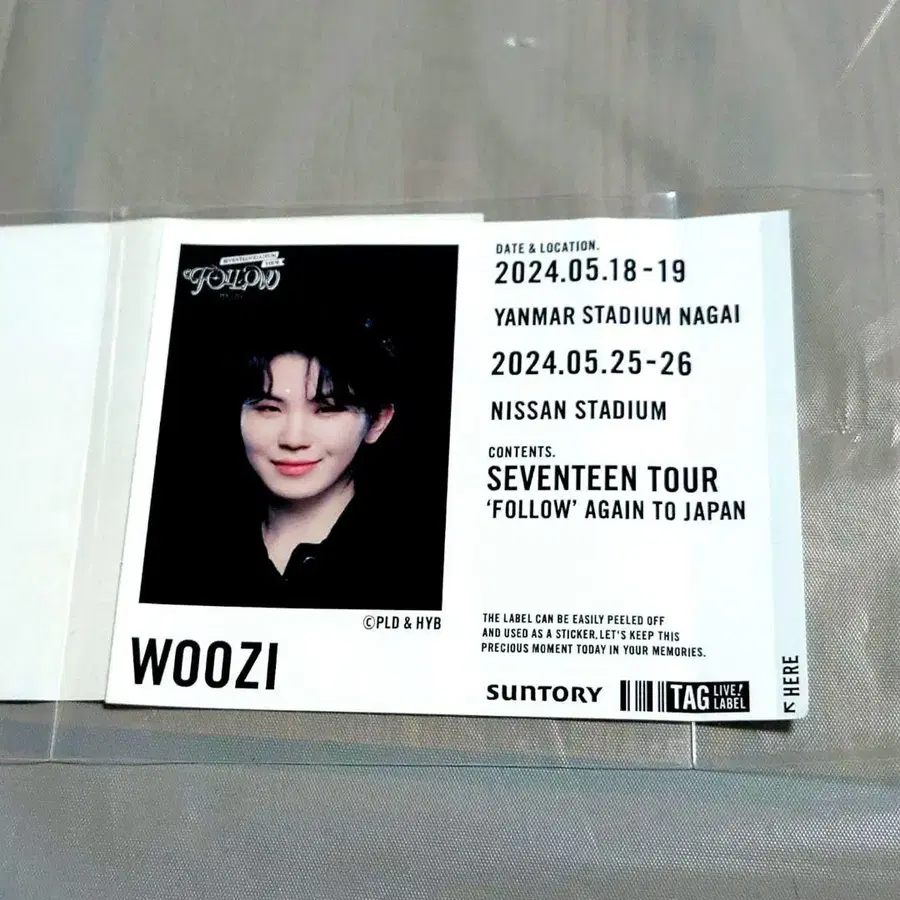 FOLLOW
WOOZI
©PLD & HYB
DATE & LOCATION.
2024.05.18-19
YANMAR STADIUM NAGAI
2024.05.25-26
NISSAN STADIUM
CONTENTS.
SEVENTEEN TOUR
‘FOLLOW’ AGAIN TO JAPAN
THE LABEL CAN BE EASILY PEELED OFF
AND USED AS A STICKER. LET'S KEEP THIS
PRECIOUS MOMENT TODAY IN YOUR MEMORIES.
SUNTORY
TAG LIVE!
LABEL
HERE